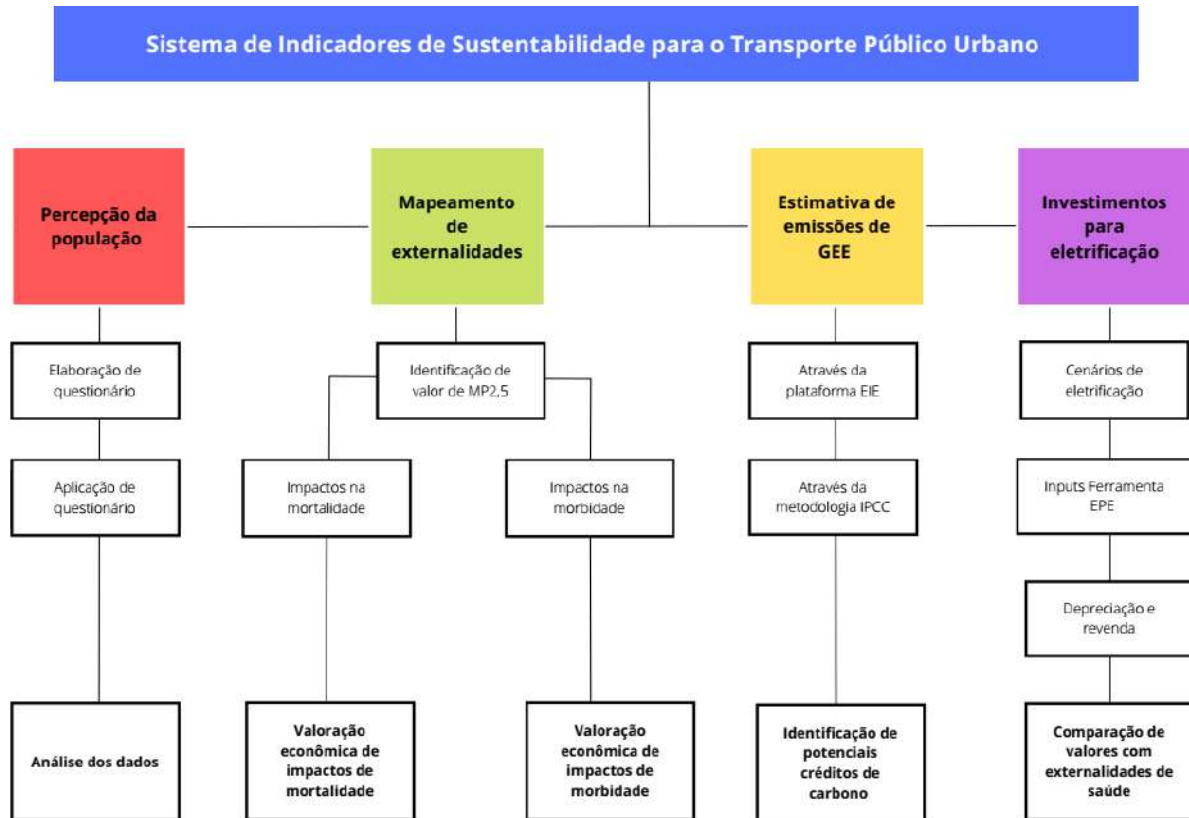 Sistema de Indicadores de Sustentabilidade para o Transporte Público Urbano
Percepção da
população
Mapeamento
de
externalidades
Estimativa de
emissões de
GEE
Investimentos
para
eletrificação
Elaboração de
questionário
Identificação de
valor de MP2,5
Através da
plataforma EIE
Cenários de
eletrificação
Aplicação de
questionário
Impactos na
mortalidade
Impactos na
morbidade
Através da
metodologia IPCC
Inputs Ferramenta
EPE
Depreciação e
revenda
Análise dos dados
Valoração
econômica de
impactos de
mortalidade
Valoração
econômica de
impactos de
morbidade
Identificação de
potenciais
créditos de
carbono
Comparação de
valores com
externalidades de
saúde